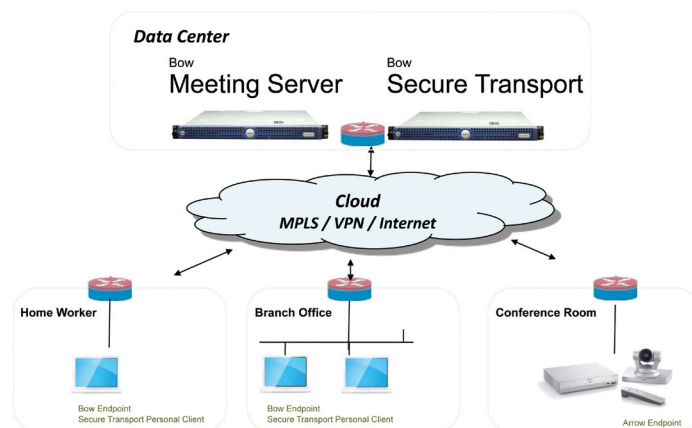 Data Center
Bow
Meeting Server
Bow
Secure Transport
Cloud
MPLS / VPN / Internet
Home Worker
Branch Office
Conference Room
Bow Endpoint
Secure Transport Personal Client
Bow Endpoint
Secure Transport Personal Client
Arrow Endpoint